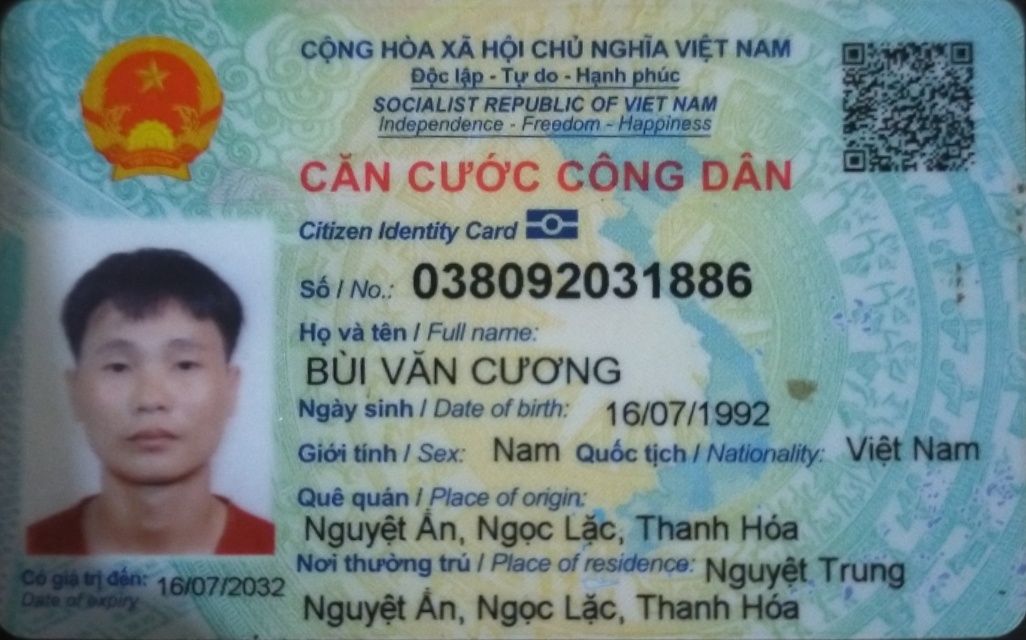 CỘNG HÒA XÃ HỘI CHỦ NGHĨA VIỆT NAM
Độc lập - Tự do - Hạnh phúc
SOCIALIST REPUBLIC OF VIET NAM
Independence - Freedom - Happiness
CĂN CƯỚC CÔNG DÂN
Citizen Identity Card
Số / No.: 038092031886
Họ và tên / Full name:
BÙI VĂN CƯƠNG
Ngày sinh / Date of birth: 16/07/1992
Giới tính / Sex: Nam Quốc tịch / Nationality: Việt Nam
Quê quán / Place of origin:
Nguyệt Ấn, Ngọc Lặc, Thanh Hóa
Nơi thường trú / Place of residence: Nguyệt Trung
Nguyệt Ấn, Ngọc Lặc, Thanh Hóa
Có giá trị đến: 16/07/2032
Date of expiry